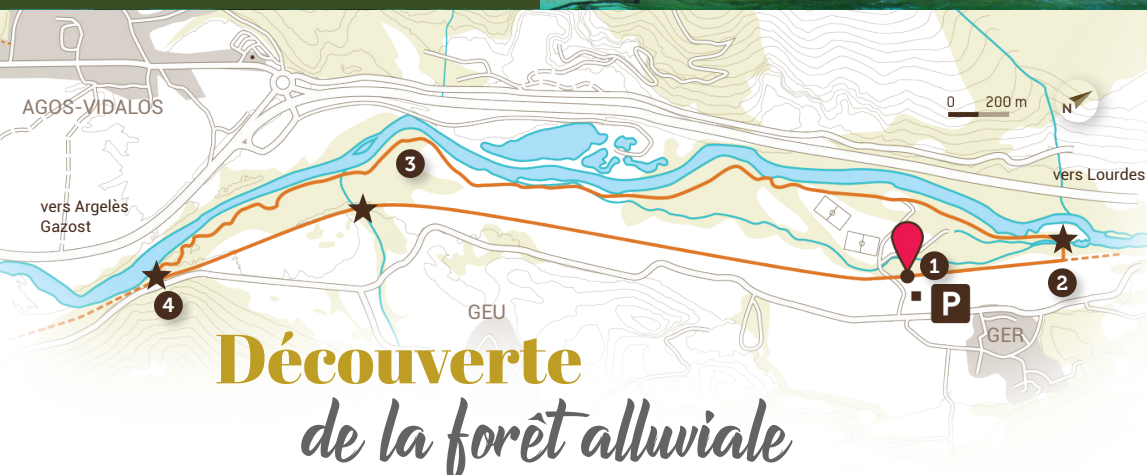 AGOS-VIDALOS
0 200 m
N
vers Lourdes
vers Argelès
Gazost
3
1
2
4
P
GEU
GER
Découverte
de la forêt alluviale